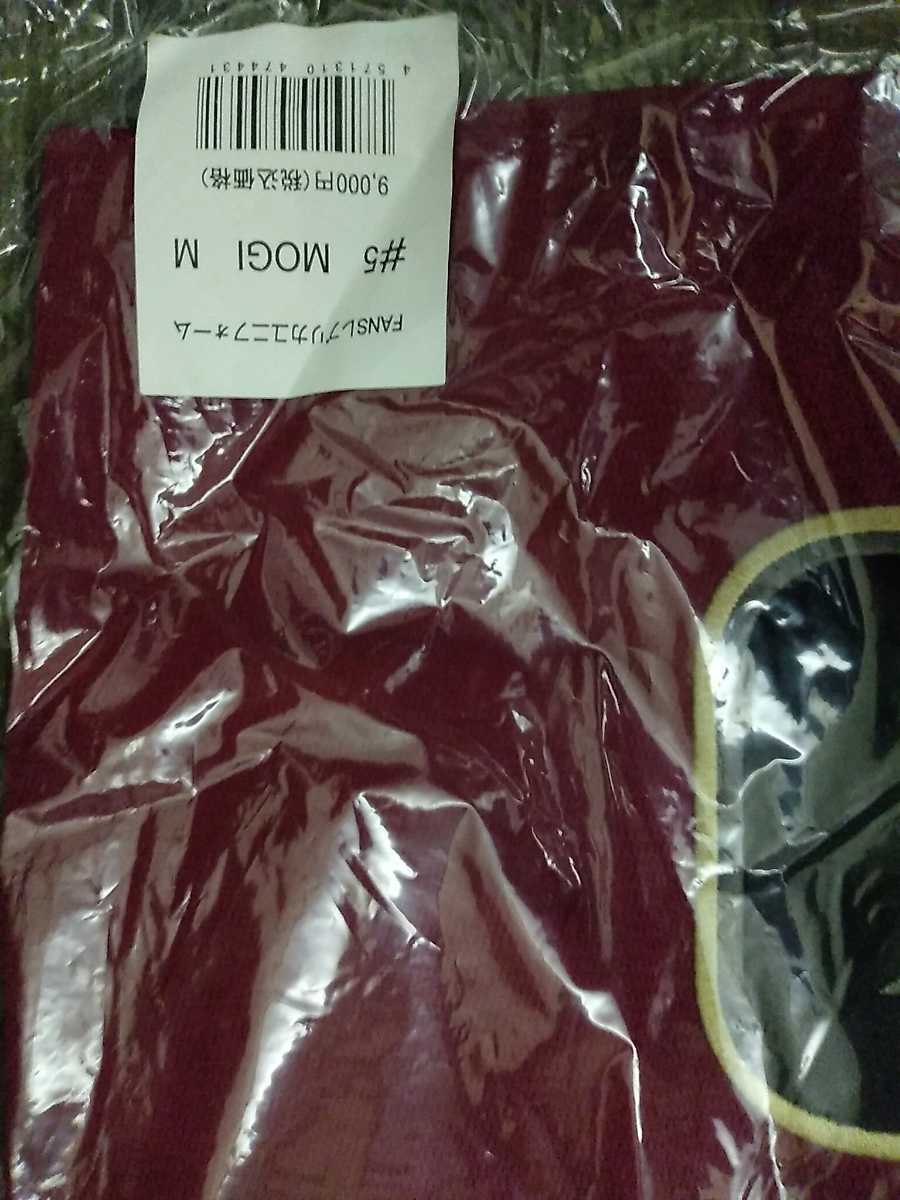 FANSレプリカユニフォーム
#5 MOGI M
9,000円(税込価格)
4 571310 474431